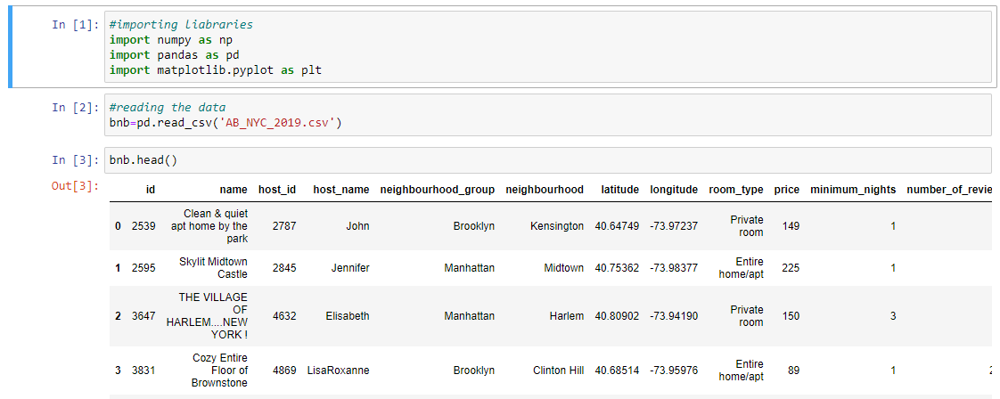 In [1]: #importing liabraries
import numpy as np
import pandas as pd
import matplotlib.pyplot as plt
In [2]: #reading the data
bnb=pd.read_csv('AB_NYC_2019.csv')
In [3]: bnb.head()
Out[3]:
id name host_id host_name neighbourhood_group neighbourhood latitude longitude room_type price minimum_nights number_of_revie
0 2539 Clean & quiet apt home by the park 2787 John Brooklyn Kensington 40.64749 -73.97237 Private room 149 1
1 2595 Skylit Midtown Castle 2845 Jennifer Manhattan Midtown 40.75362 -73.98377 Entire home/apt 225 1
2 3647 THE VILLAGE OF HARLEM....NEW YORK ! 4632 Elisabeth Manhattan Harlem 40.80902 -73.94190 Private room 150 3
3 3831 Cozy Entire Floor of Brownstone 4869 LisaRoxanne Brooklyn Clinton Hill 40.68514 -73.95976 Entire home/apt 89 1